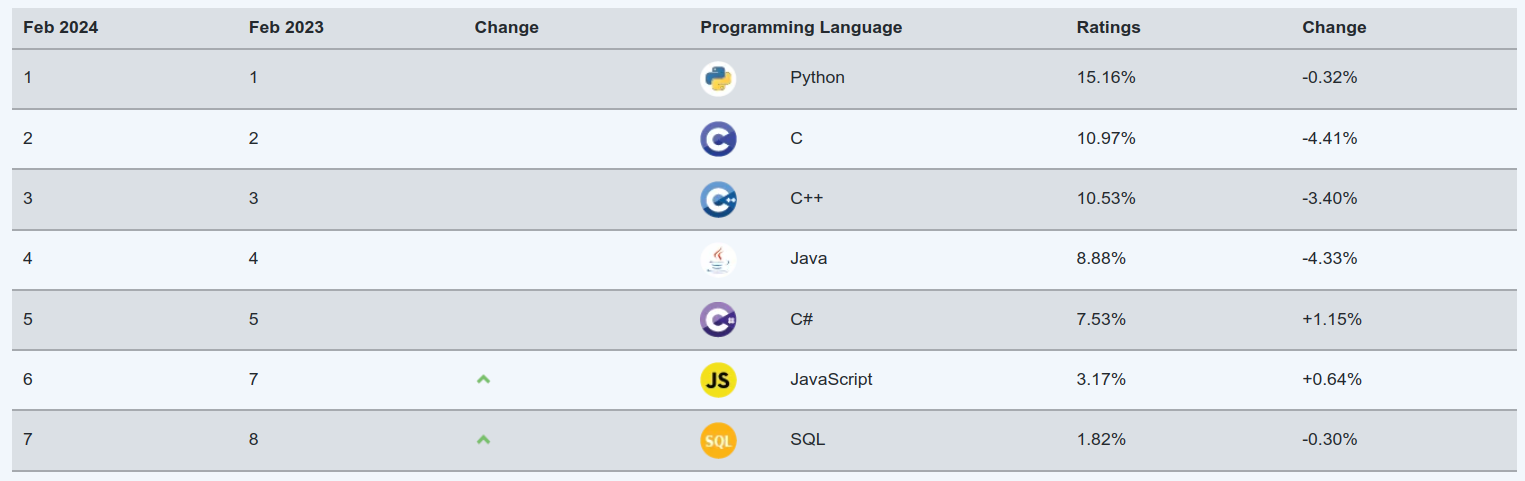 Feb 2024 Feb 2023 Change Programming Language Ratings Change
1 1 Python 15.16% -0.32%
2 2 C C 10.97% -4.41%
3 3 C++ C++ 10.53% -3.40%
4 4 Java 8.88% -4.33%
5 5 C# C# 7.53% +1.15%
6 7 JS JavaScript 3.17% +0.64%
7 8 SQL SQL 1.82% -0.30%